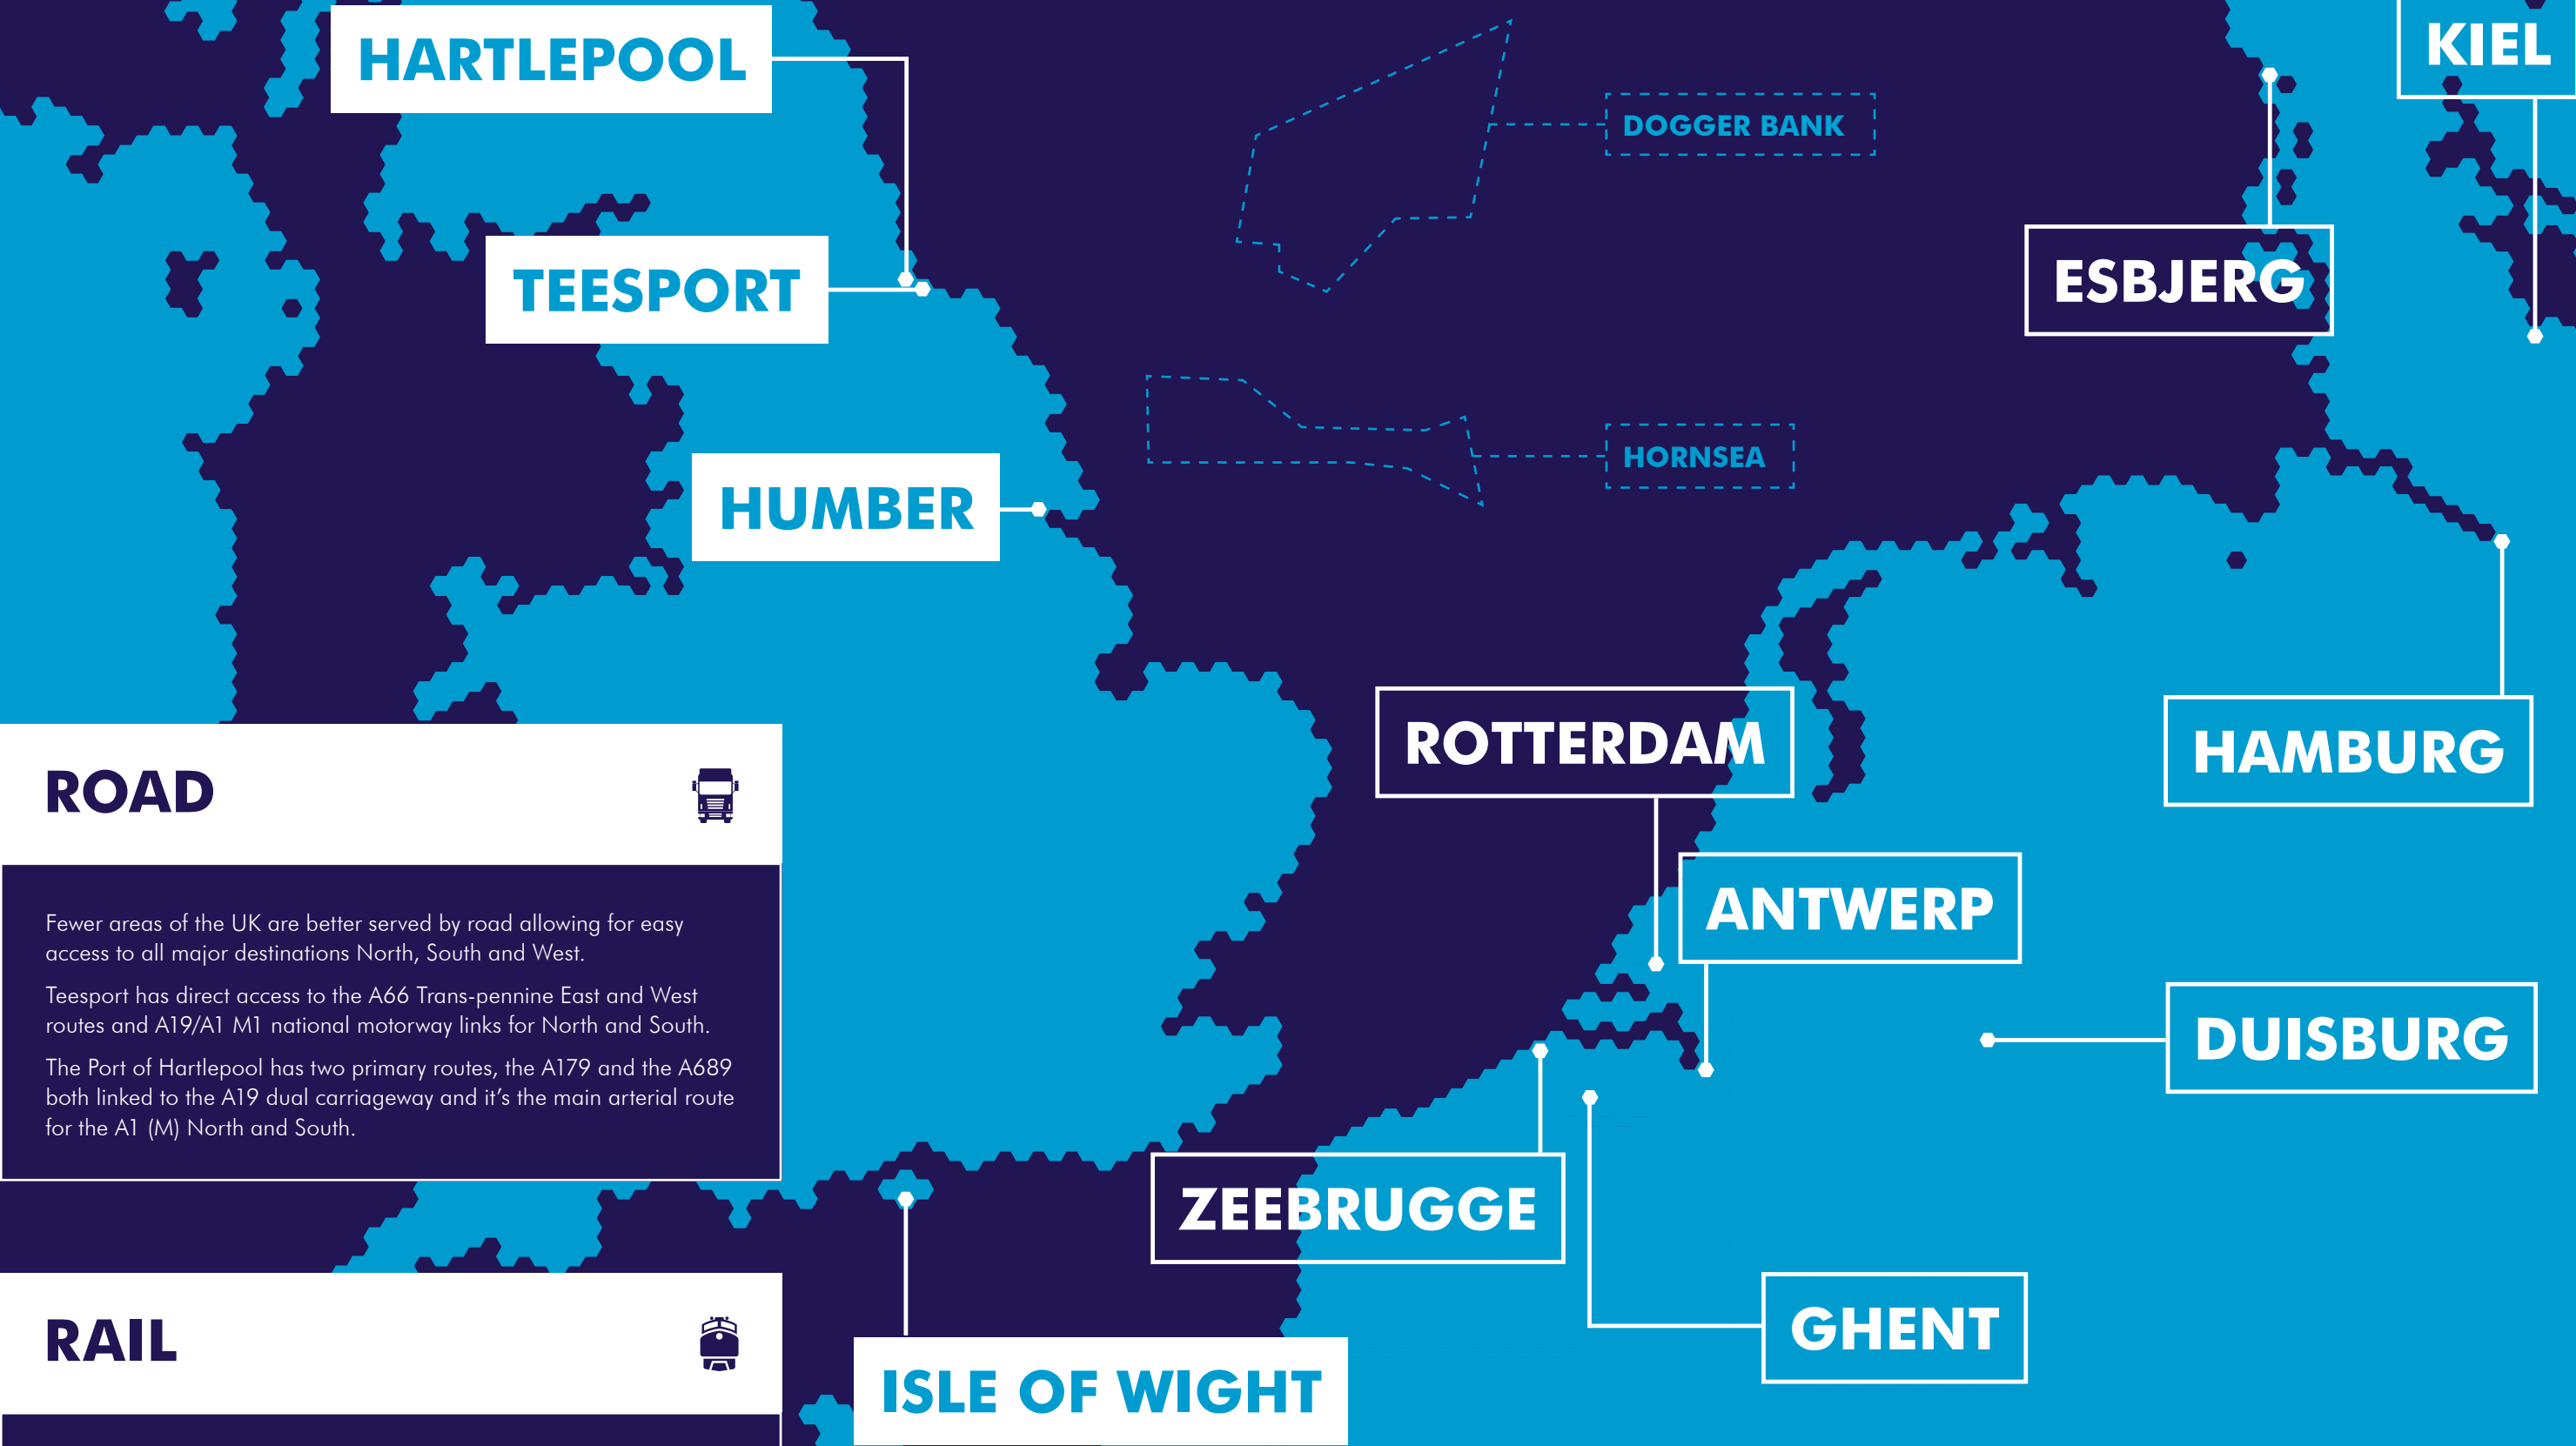 HARTLEPOOL
KIEL
DOGGER BANK
TEESPORT
ESBJERG
HORNSEA
HUMBER
ROTTERDAM
HAMBURG
ANTWERP
DUISBURG
ZEEBRUGGE
GHENT
ISLE OF WIGHT
ROAD
Fewer areas of the UK are better served by road allowing for easy
access to all major destinations North, South and West.
Teesport has direct access to the A66 Trans-pennine East and West
routes and A19/A1 M1 national motorway links for North and South.
The Port of Hartlepool has two primary routes, the A179 and the A689
both linked to the A19 dual carriageway and it’s the main arterial route
for the A1 (M) North and South.
RAIL